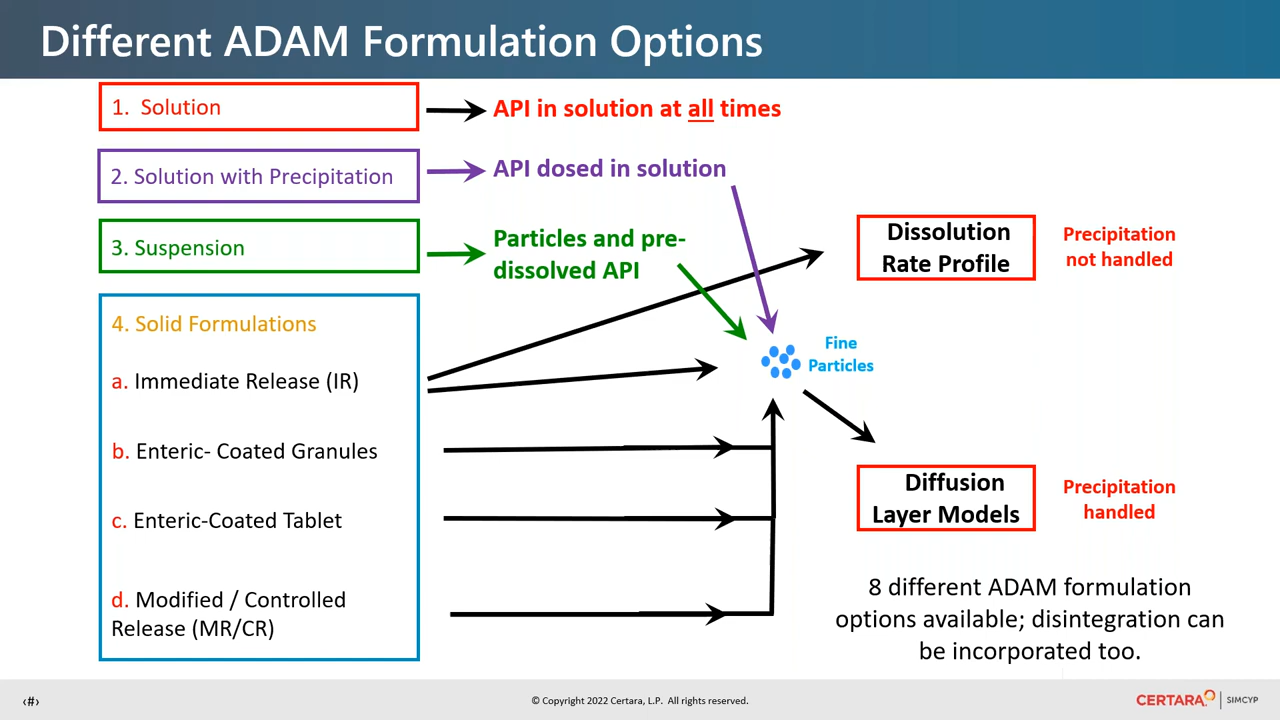 Different ADAM Formulation Options
1. Solution
API in solution at all times
2. Solution with Precipitation
API dosed in solution
3. Suspension
Particles and pre-
dissolved API
Dissolution
Rate Profile
Precipitation
not handled
4. Solid Formulations
a. Immediate Release (IR)
Fine
Particles
b. Enteric- Coated Granules
Diffusion
Layer Models
Precipitation
handled
c. Enteric-Coated Tablet
d. Modified / Controlled
Release (MR/CR)
8 different ADAM formulation
options available; disintegration can
be incorporated too.
‹#›
© Copyright 2022 Certara, L.P. All rights reserved.
CERTARA | SIMCYP